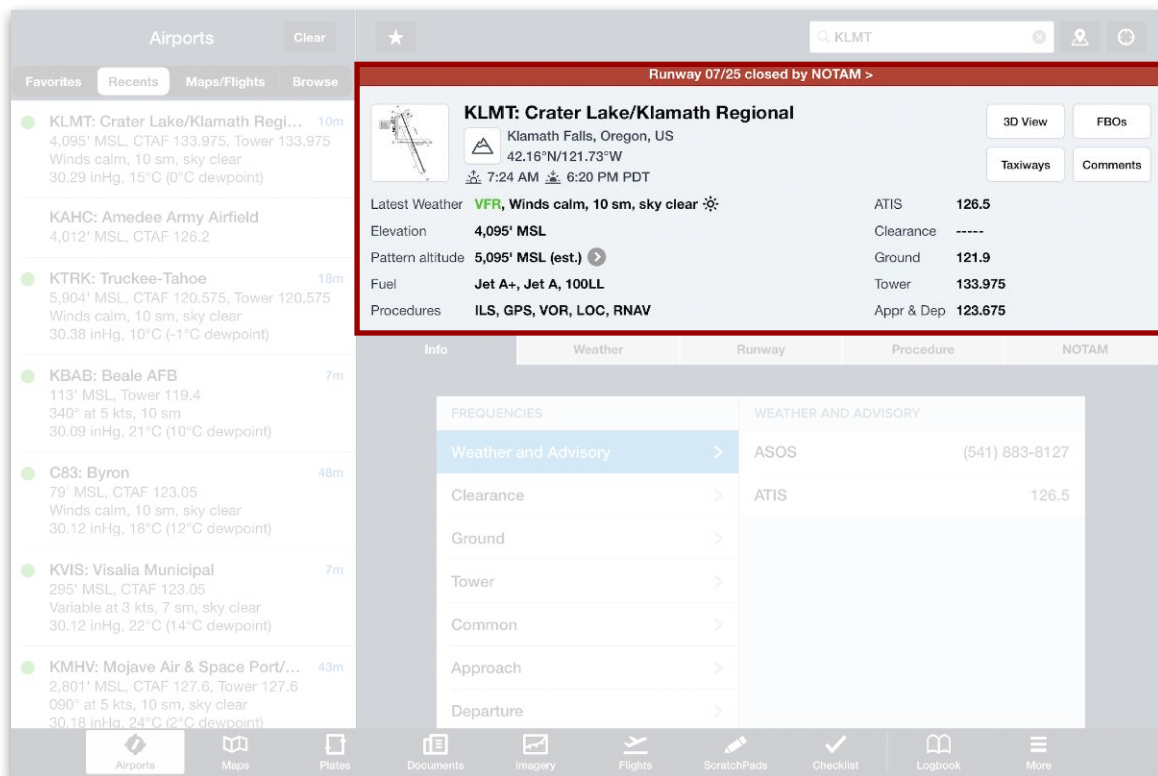 Airports
Clear
KLMT
Favorites Recents Maps/Flights Browse
KLMT: Crater Lake/Klamath Regi... 10m
4,095' MSL, CTAF 133.975, Tower 133.975
Winds calm, 10 sm, sky clear
30.29 inHg, 15°C (0°C dewpoint)
KAHC: Amedee Army Airfield
4,012' MSL, CTAF 126.2
KTRK: Truckee-Tahoe 18m
5,904' MSL, CTAF 120.575, Tower 120.575
Winds calm, 10 sm, sky clear
30.38 inHg, 10°C (-1°C dewpoint)
KBAB: Beale AFB 7m
113' MSL, Tower 119.4
340° at 5 kts, 10 sm
30.09 inHg, 21°C (10°C dewpoint)
C83: Byron 46m
79' MSL, CTAF 123.05
Winds calm, 10 sm, sky clear
30.12 inHg, 18°C (12°C dewpoint)
KVIS: Visalia Municipal 7m
295' MSL, CTAF 123.05
Variable at 3 kts, 7 sm, sky clear
30.12 inHg, 22°C (14°C dewpoint)
KMHV: Mojave Air & Space Port/... 43m
2,801' MSL, CTAF 127.6, Tower 127.6
090° at 5 kts, 10 sm, sky clear
30.18 inHg, 24°C (2°C dewpoint)
Runway 07/25 closed by NOTAM >
KLMT: Crater Lake/Klamath Regional
Klamath Falls, Oregon, US
42.16°N/121.73°W
7:24 AM 6:20 PM PDT
3D View FBOs
Taxiways Comments
Latest Weather VFR, Winds calm, 10 sm, sky clear
Elevation 4,095' MSL
Pattern altitude 5,095' MSL (est.)
Fuel Jet A+, Jet A, 100LL
Procedures ILS, GPS, VOR, LOC, RNAV
ATIS 126.5
Clearance -----
Ground 121.9
Tower 133.975
Appr & Dep 123.675
Info Weather Runway Procedure NOTAM
FREQUENCIES
Weather and Advisory
Clearance
Ground
Tower
Common
Approach
Departure
WEATHER AND ADVISORY
ASOS (541) 883-8127
ATIS 126.5
Airports Maps Plates Documents Imagery Flights ScratchPads Checklist Logbook More